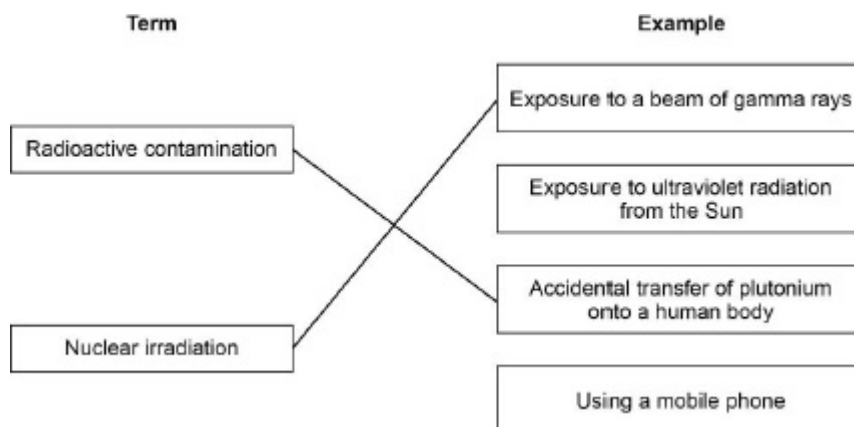 Term
Example
Exposure to a beam of gamma rays
Radioactive contamination
Exposure to ultraviolet radiation
from the Sun
Accidental transfer of plutonium
onto a human body
Nuclear irradiation
Using a mobile phone